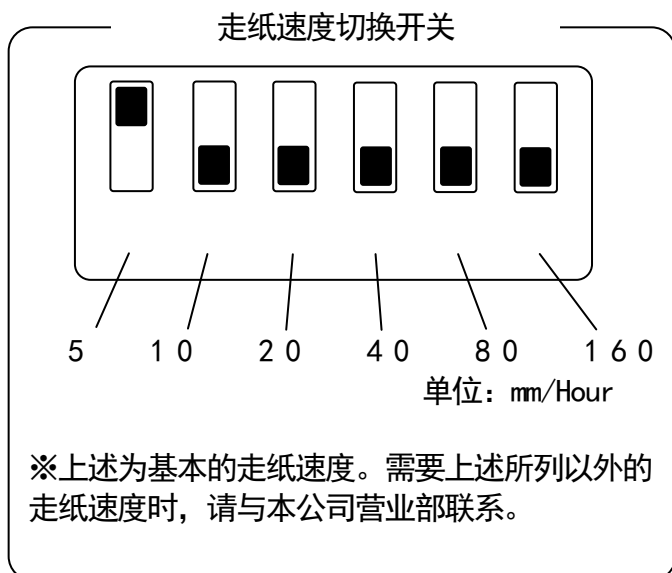 走纸速度切换开关
5 10 20 40 80 160
单位：mm/Hour
※上述为基本的走纸速度。需要上述所列以外的
走纸速度时，请与本公司营业部联系。